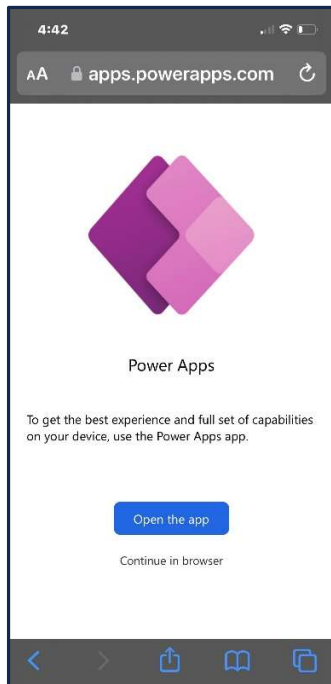 4:42
AA apps.powerapps.com
Power Apps
To get the best experience and full set of capabilities
on your device, use the Power Apps app.
Open the app
Continue in browser